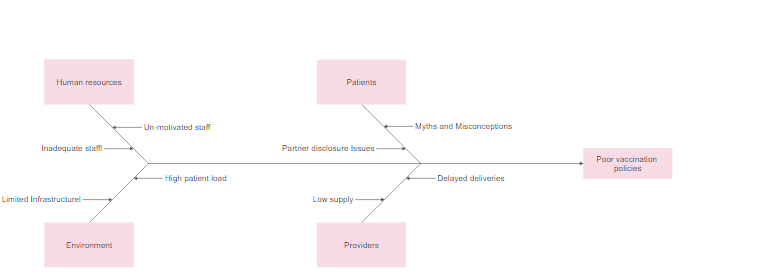 Human resources
Patients
Un-motivated staff
Myths and Misconceptions
Inadequate staffl
Partner disclosure Issues
Poor vaccination
policies
High patient load
Delayed deliveries
Limited Infrastructurel
Low supply
Environment
Providers